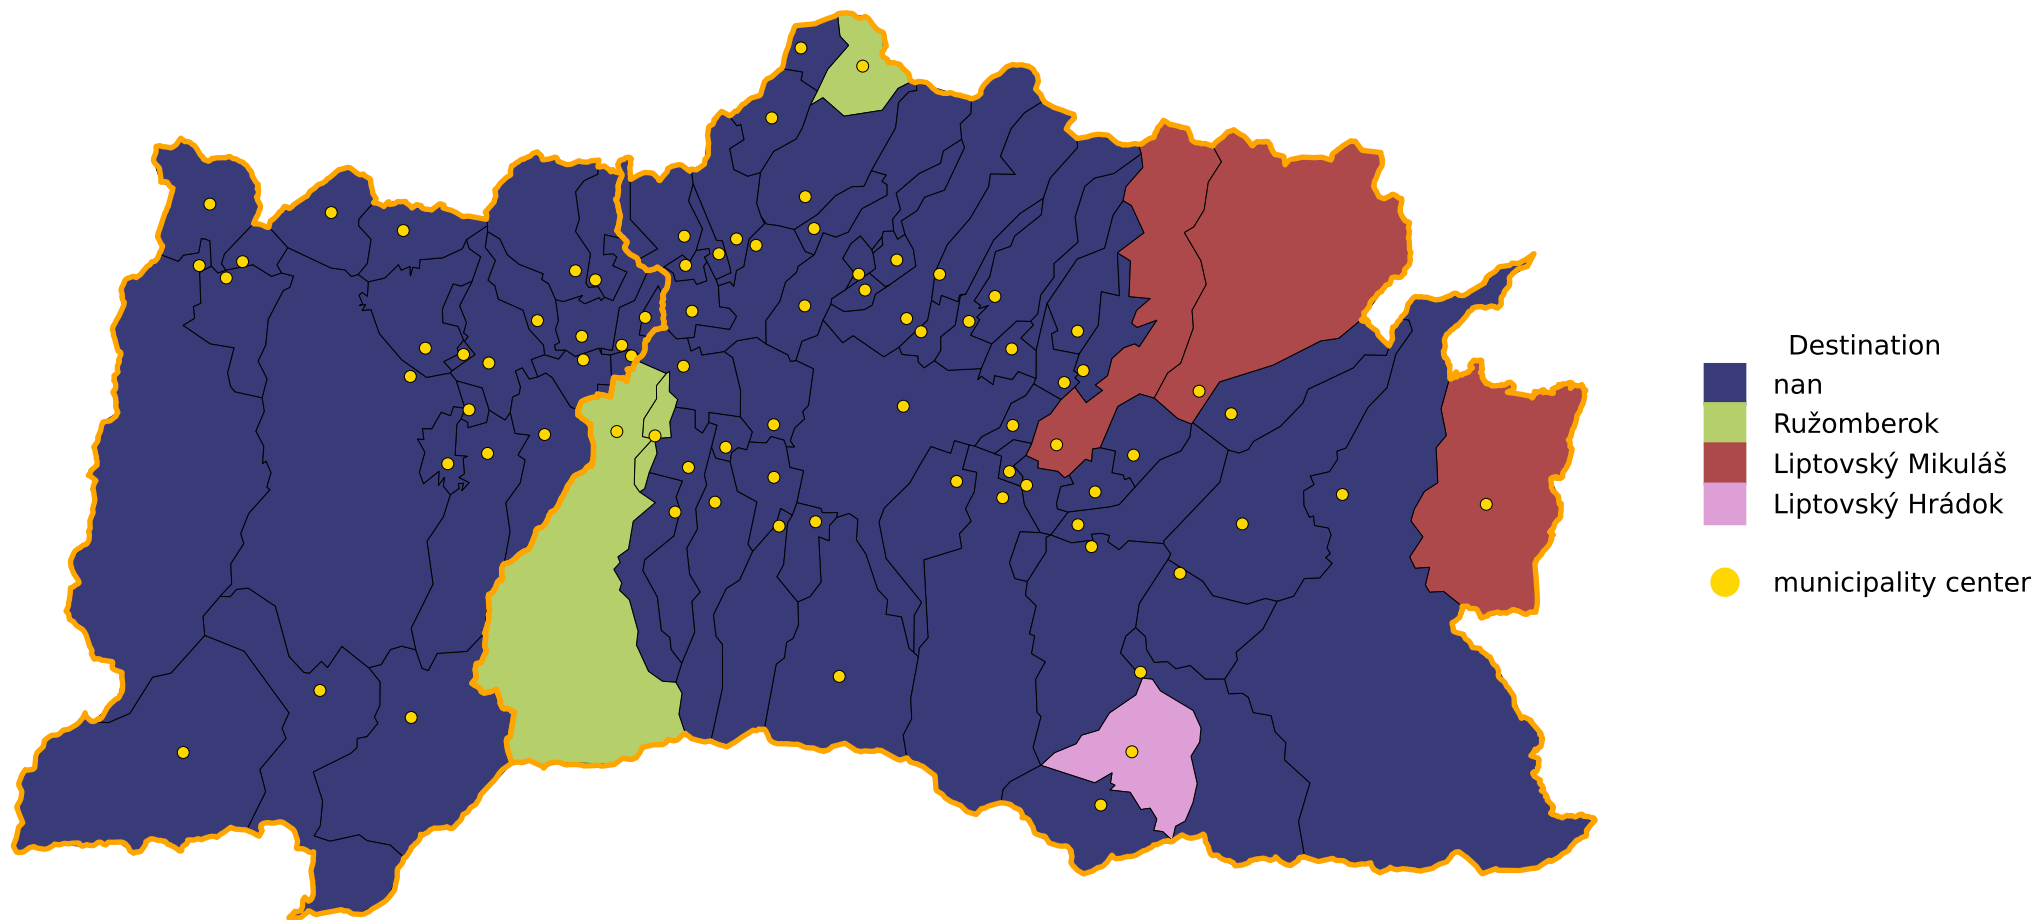 Destination
nan
Ružomberok
Liptovský Mikuláš
Liptovský Hrádok
municipality center